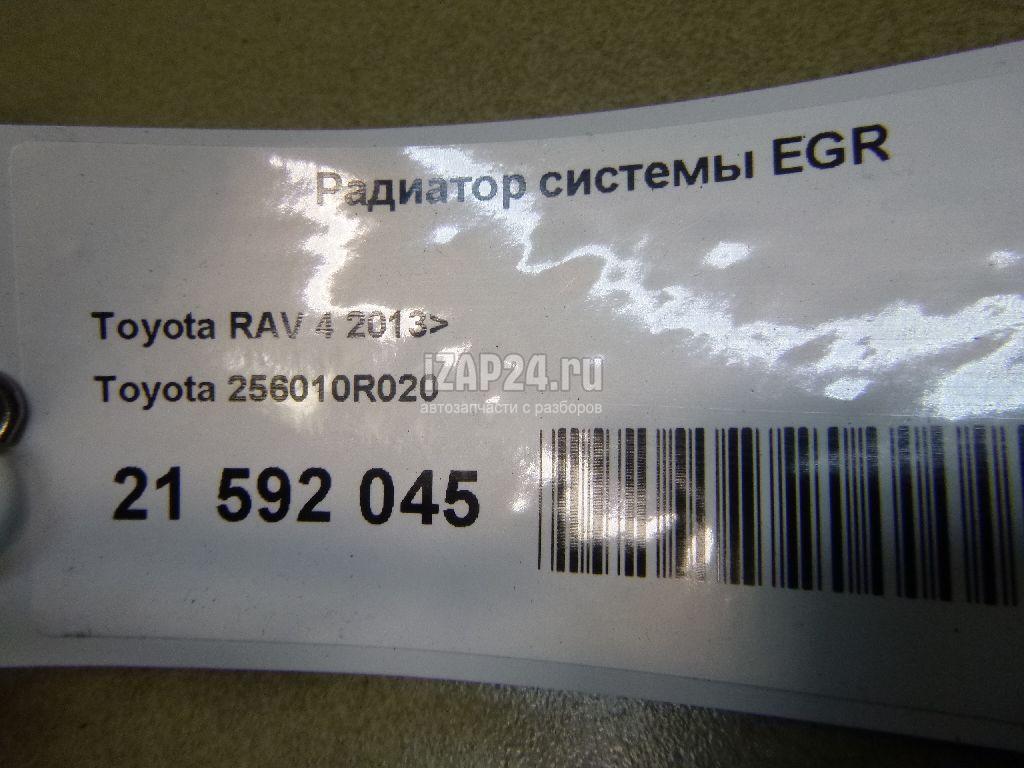 Радиатор системы EGR
Toyota RAV 4 2013>
iZAP24.ru
Toyota 256010R020
автозапчасти с разборов
21 592 045